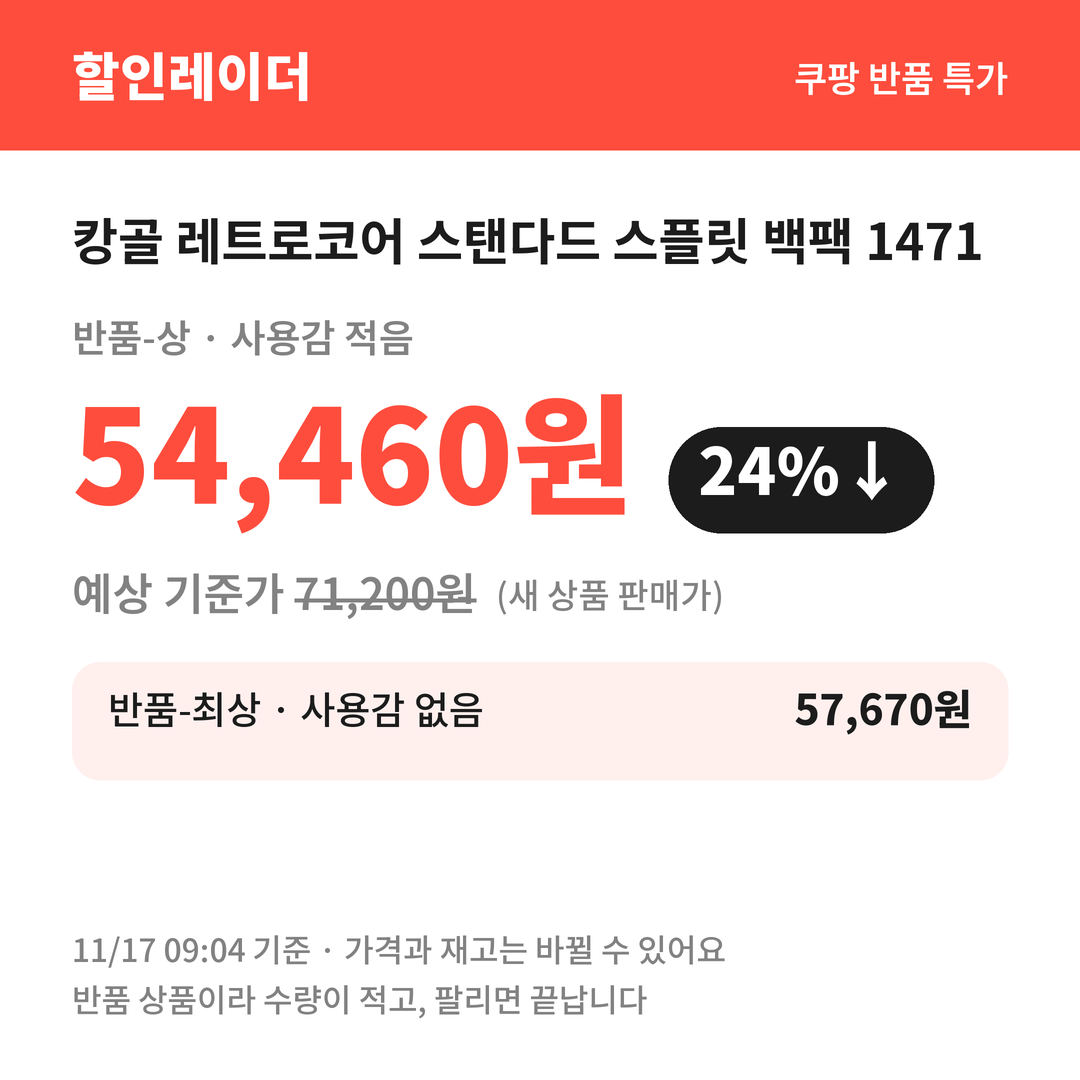 할인레이더
쿠팡 반품 특가
캉골 레트로코어 스탠다드 스플릿 백팩 1471
반품-상 · 사용감 적음
54,460원 24%↓
예상 기준가 71,200원 (새 상품 판매가)
반품-최상 · 사용감 없음 57,670원
11/17 09:04 기준 · 가격과 재고는 바뀔 수 있어요
반품 상품이라 수량이 적고, 팔리면 끝납니다